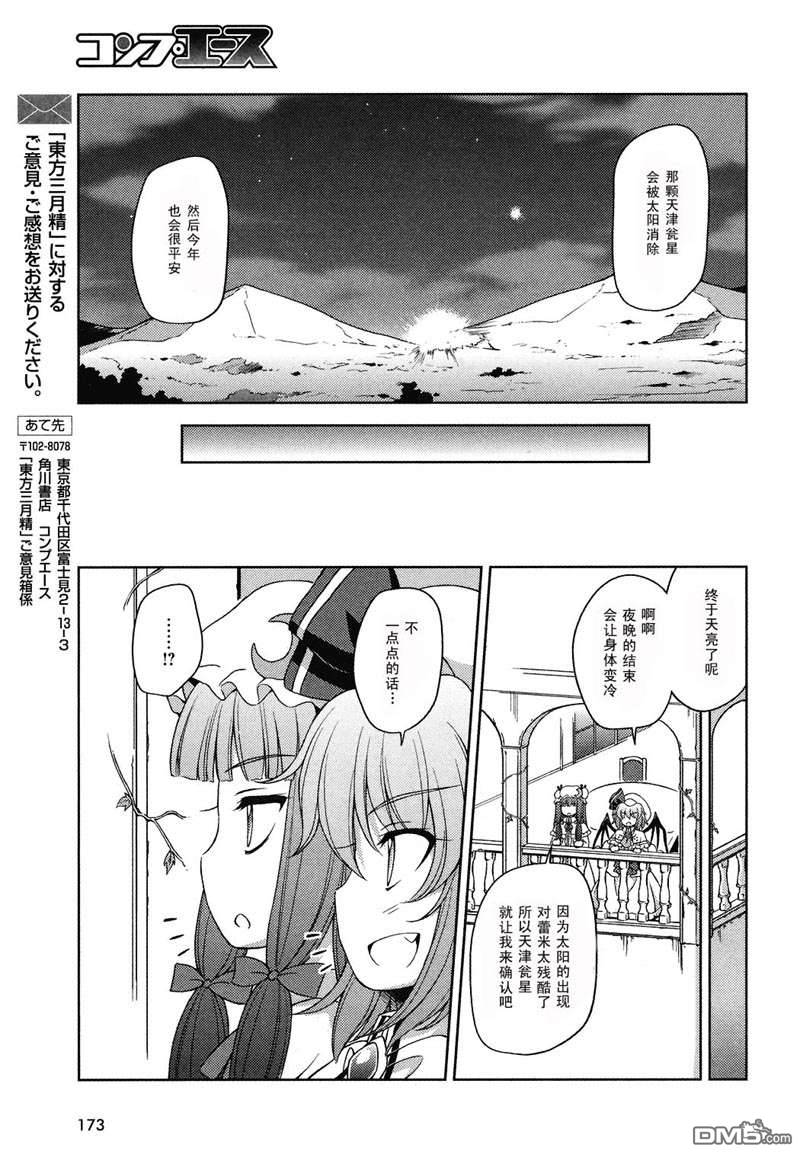 コンプエース
那颗天津瓮星
会被太阳消除
然后今年
也会很平安
「東方三月精」に対する
ご意見・ご感想をお送りください。
あて先
〒102-8078
東京都千代田区富士見2-13-3
角川書店　コンプエース
「東方三月精」ご意見箱係
终于天亮了呢
啊啊
夜晚的结束
会让身体变冷
因为太阳的出现
对蕾米太残酷了
所以天津瓮星
就让我来确认吧
不
一点点的话…
……!?
173
DM5.com